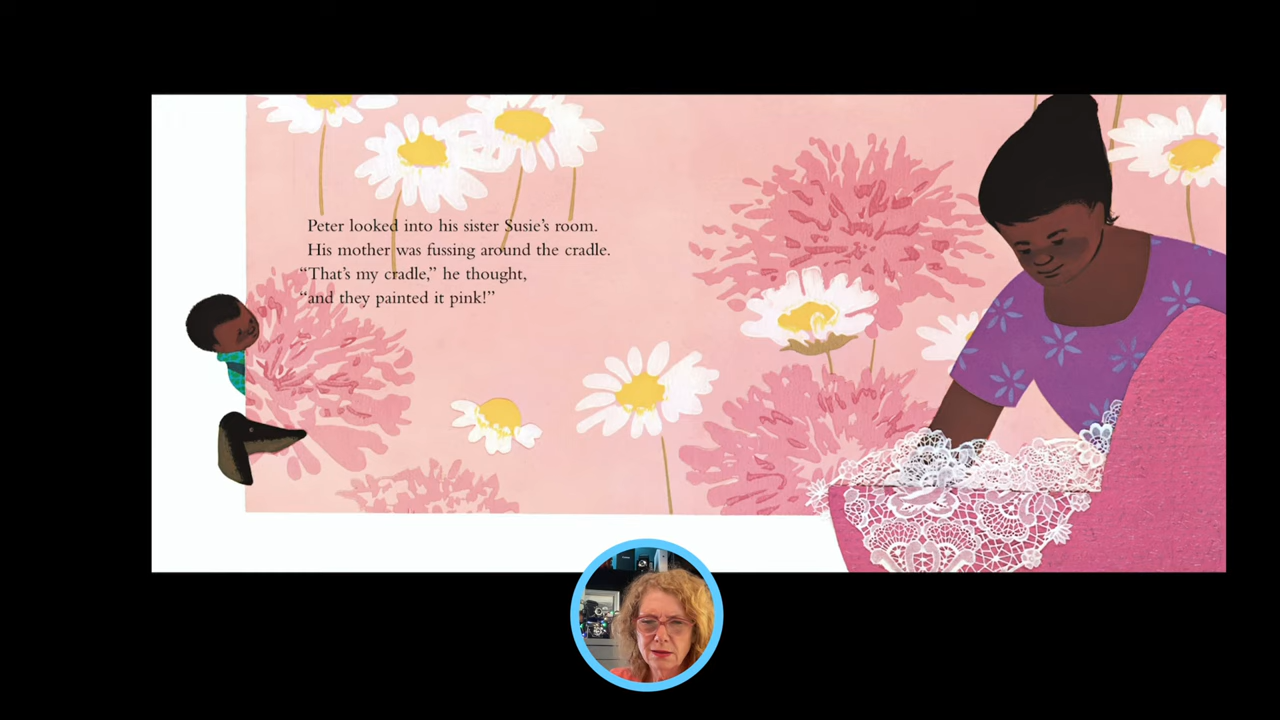 Peter looked into his sister Susie's room.
His mother was fussing around the cradle.
“That's my cradle,” he thought,
“and they painted it pink!”